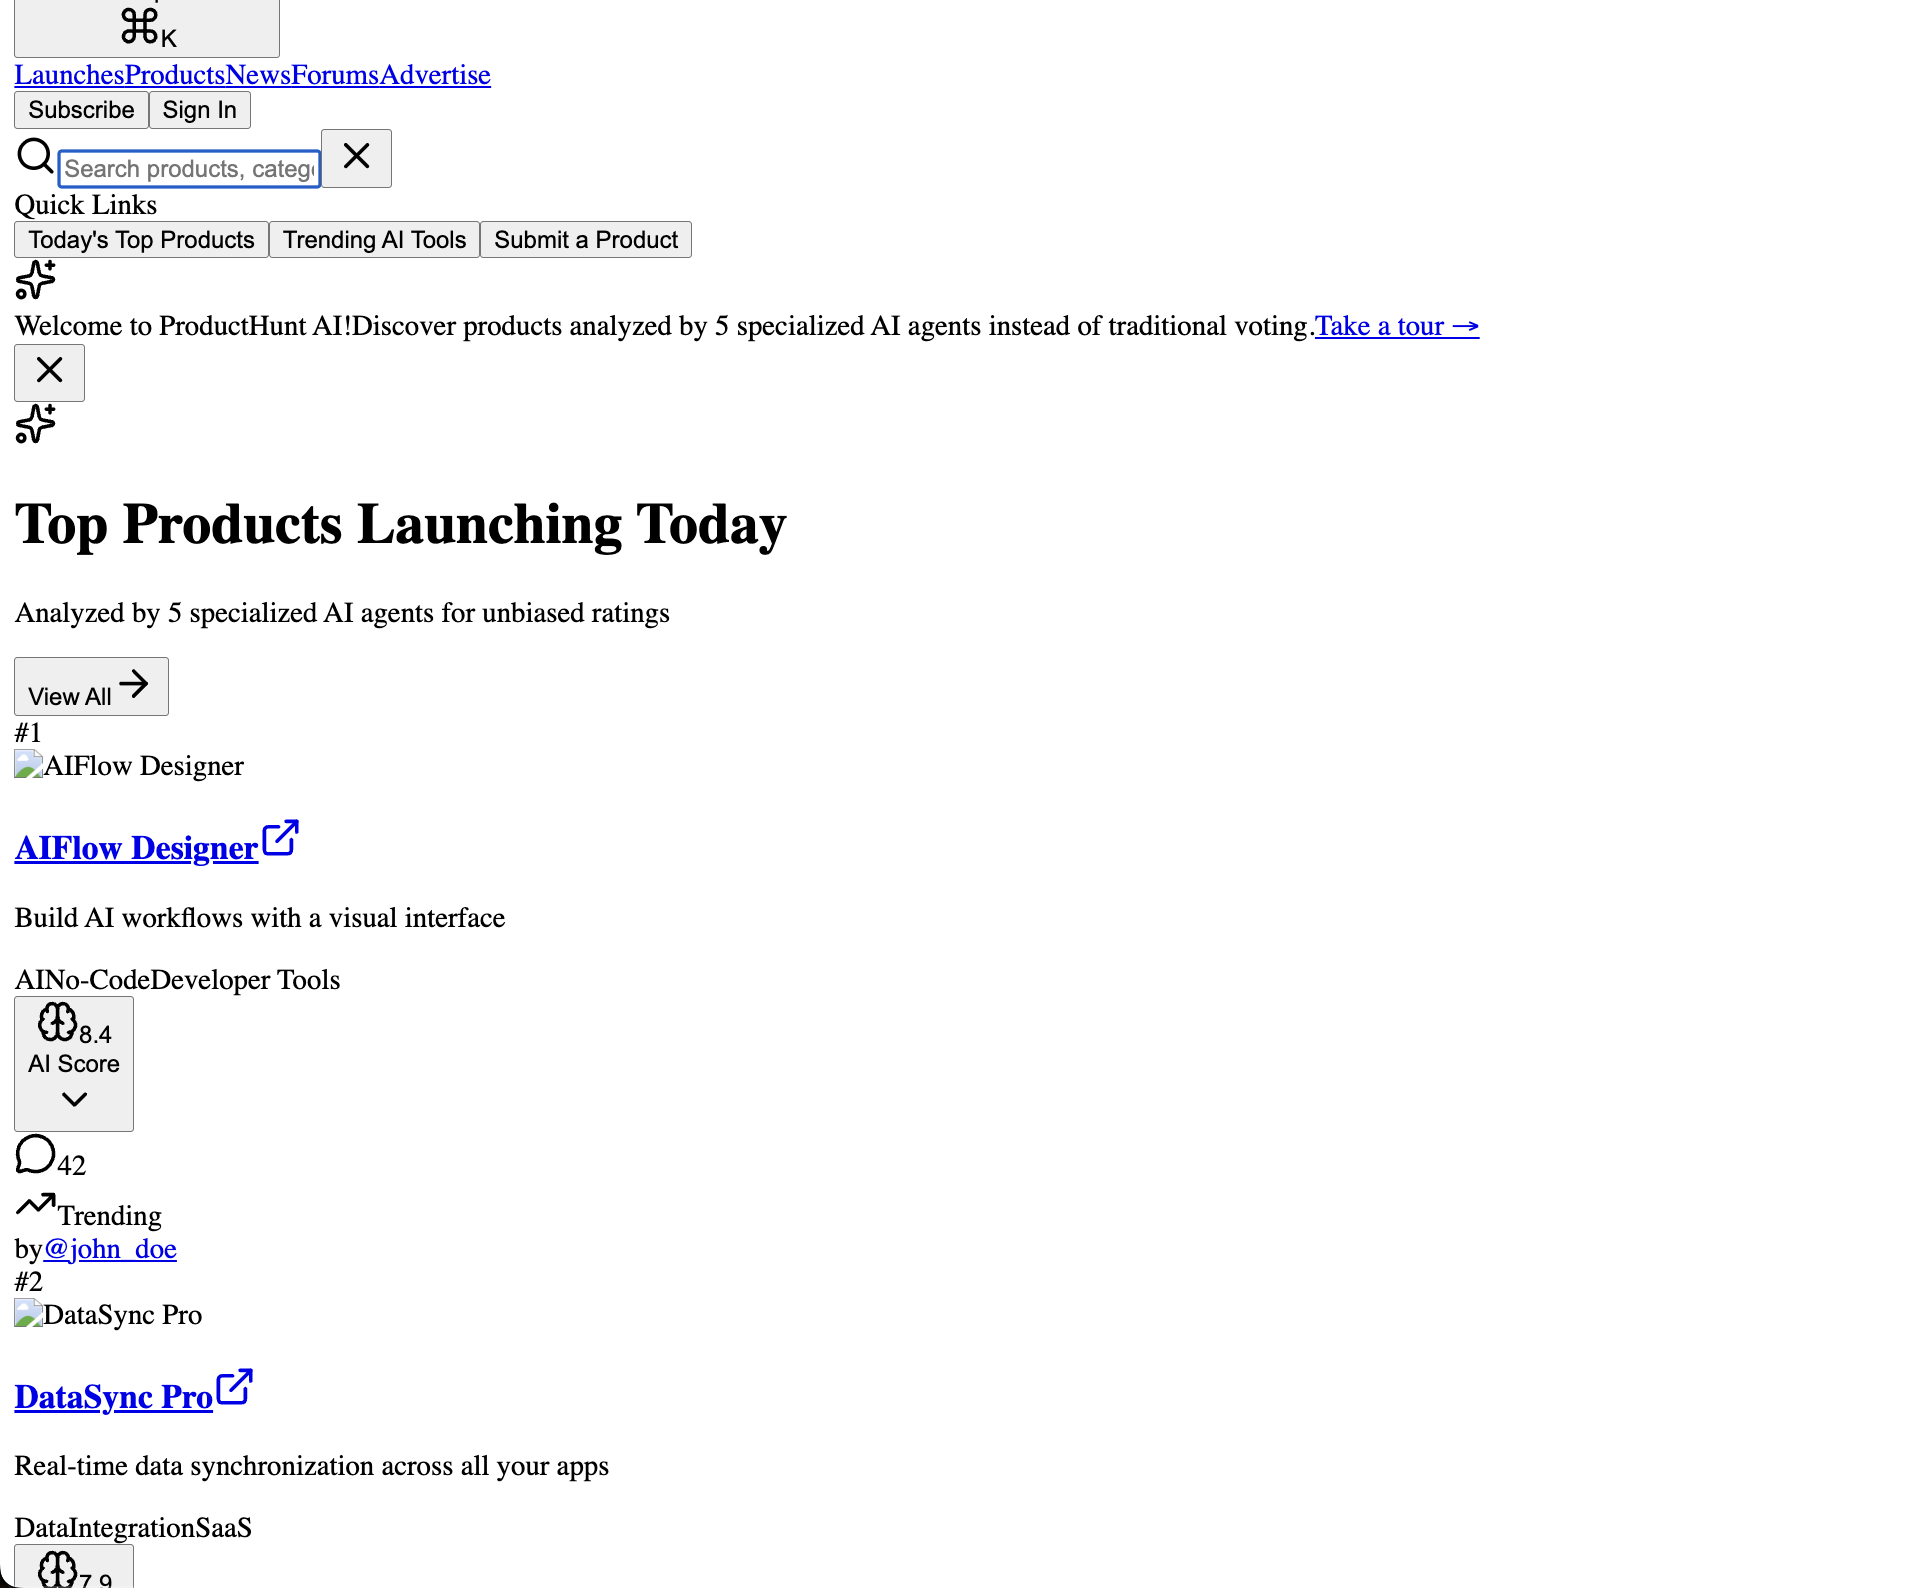 ⌘K
LaunchesProductsNewsForumsAdvertise
Subscribe Sign In
Search products, categ
Quick Links
Today's Top Products Trending AI Tools Submit a Product
Welcome to ProductHunt AI!Discover products analyzed by 5 specialized AI agents instead of traditional voting.Take a tour →
Top Products Launching Today
Analyzed by 5 specialized AI agents for unbiased ratings
View All
#1
AIFlow Designer
AIFlow Designer
Build AI workflows with a visual interface
AINo-CodeDeveloper Tools
8.4
AI Score
42
Trending
by@john_doe
#2
DataSync Pro
DataSync Pro
Real-time data synchronization across all your apps
DataIntegrationSaaS
7.9